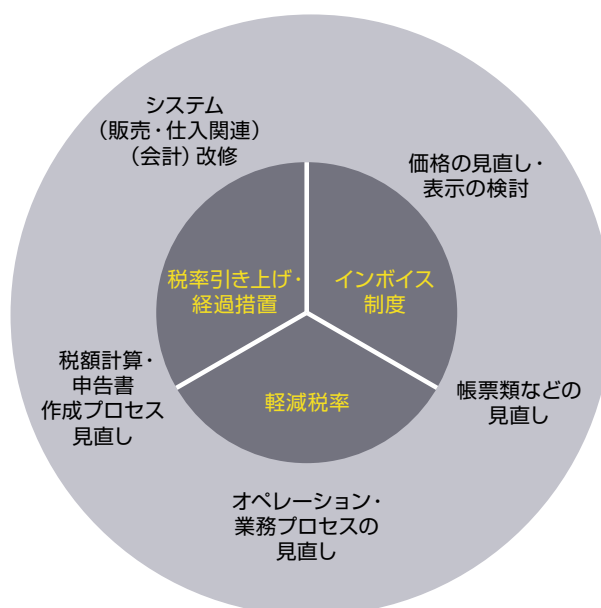 システム
（販売・仕入関連）
（会計）改修
価格の見直し・
表示の検討
税率引き上げ・
経過措置
インボイス
制度
軽減税率
税額計算・
申告書
作成プロセス
見直し
帳票類などの
見直し
オペレーション・
業務プロセスの
見直し